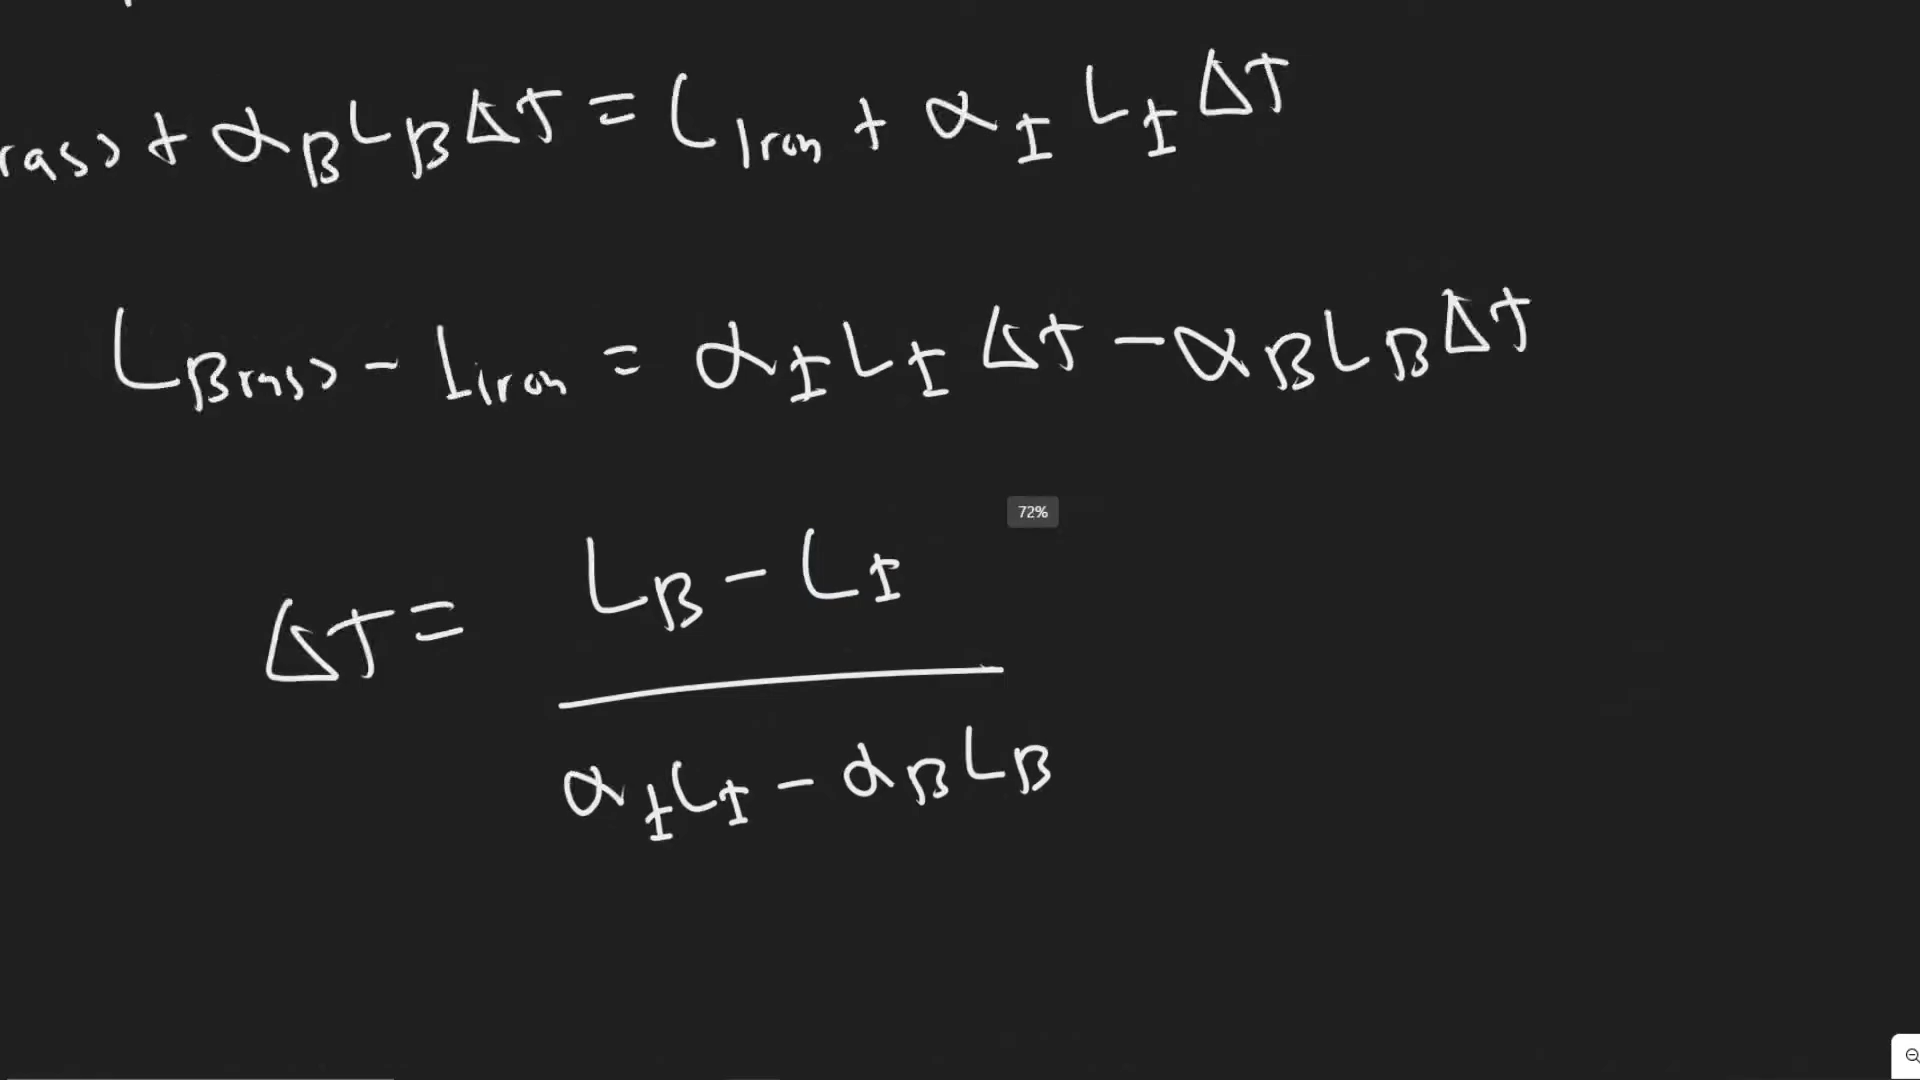 rass + α_B L_B ΔT = L_Iron + α_I L_I ΔT
L_Brass - L_Iron = α_I L_I ΔT - α_B L_B ΔT
72%
ΔT = L_B - L_I
α_I L_I - α_B L_B